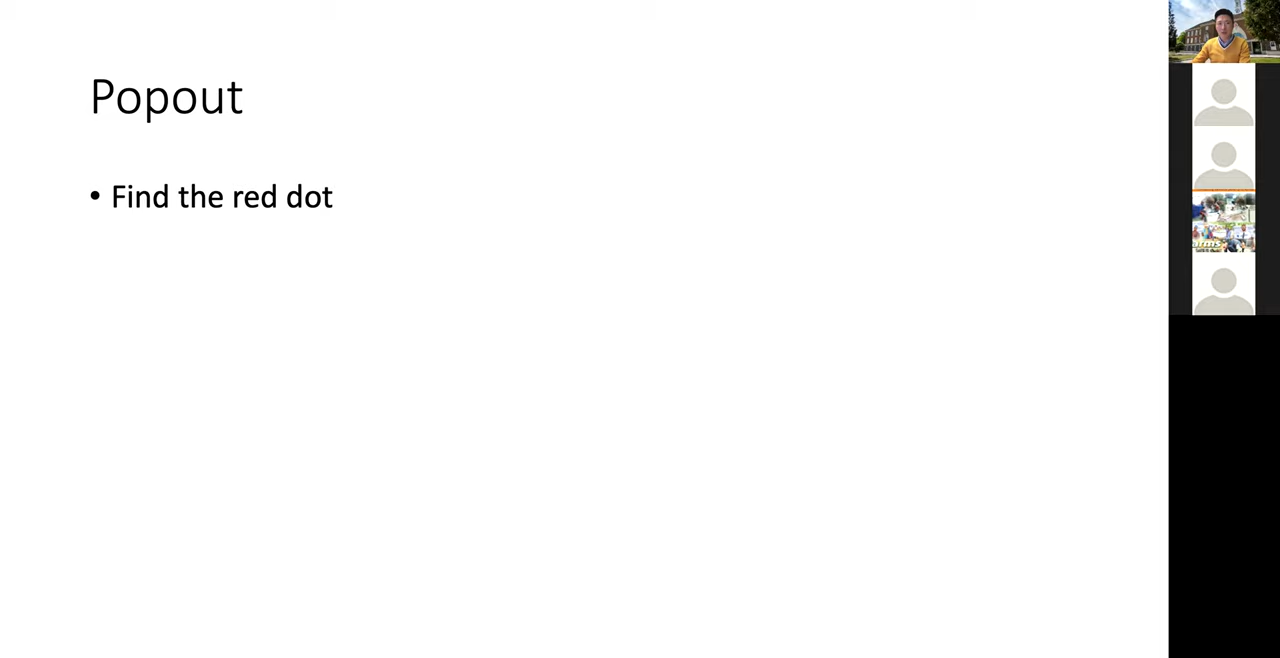 Popout
• Find the red dot